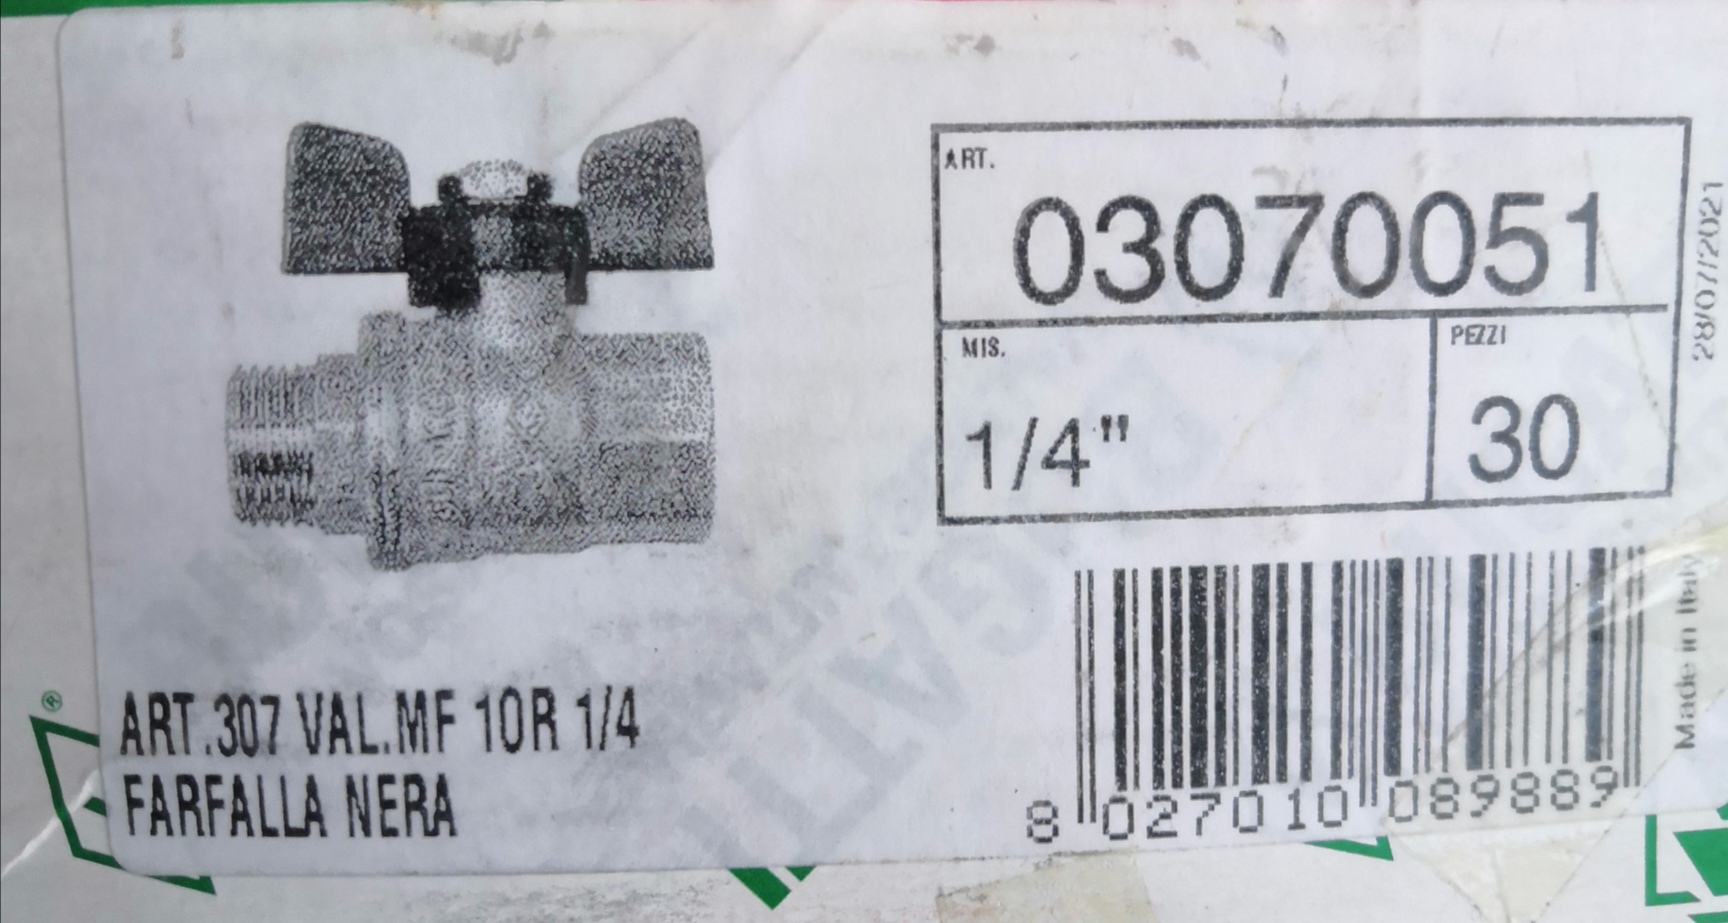 ART.
03070051
MIS.
1/4"
PEZZI
30
28/07/2021
Made in Italy
8 027010 089889
ART.307 VAL.MF 10R 1/4
FARFALLA NERA
®